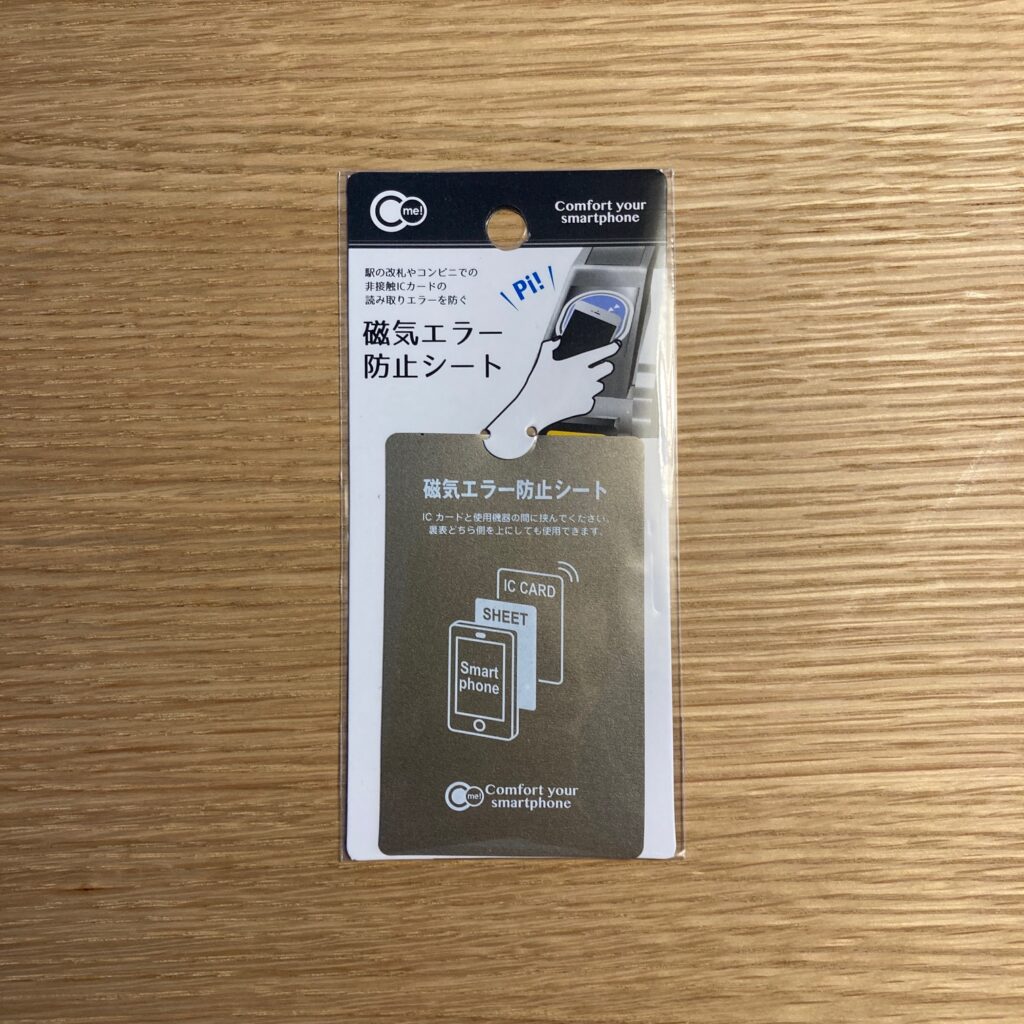 C me!
Comfort your
smartphone
駅の改札やコンビニでの
非接触ICカードの
読み取りエラーを防ぐ
Pi!
磁気エラー
防止シート
磁気エラー防止シート
IC カードと使用機器の間に挟んでください。
裏表どちら側を上にしても使用できます。
IC CARD
SHEET
Smart
phone
C me! Comfort your
smartphone